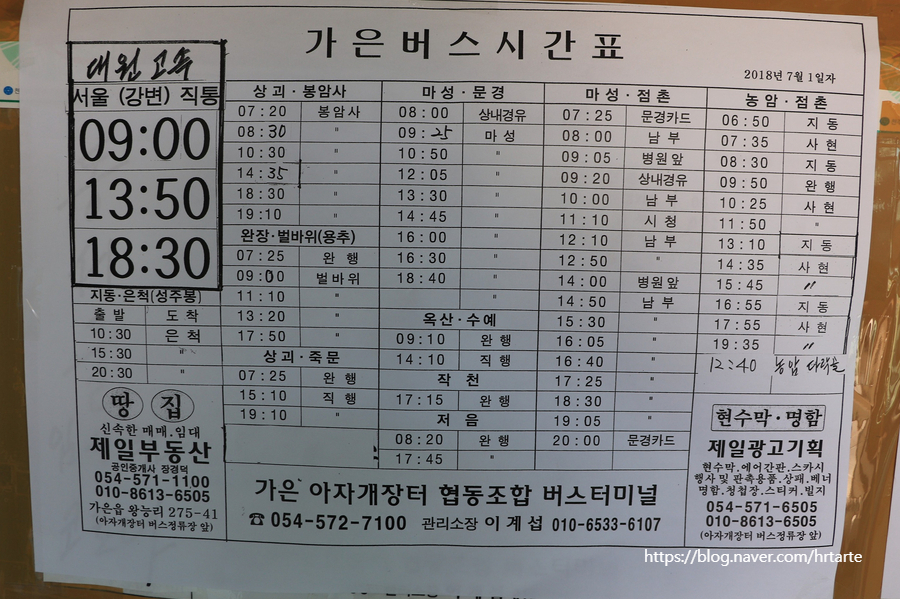 가은버스시간표
2018년 7월 1일자
대원고속
서울 (강변) 직통
09:00
13:50
18:30
지동·은척(성주봉)
출발 도착
10:30 은척
15:30 〃
20:30 〃
땅 집
신속한 매매.임대
제일부동산
공인중개사 장경덕
054-571-1100
010-8613-6505
가은읍 왕능리 275-41
(아자개장터 버스정류장 앞)
상괴·봉암사
07:20 봉암사
08:30 〃
10:30 〃
14:35 〃
18:30 〃
19:10 〃
완장·벌바위(용추)
07:25 완행
09:00 벌바위
11:10 〃
13:20 〃
17:50 〃
상괴·죽문
07:25 완행
15:10 직행
19:10 〃
마성·문경
08:00 상내경유
09:25 마성
10:50 〃
12:05 〃
13:30 〃
14:45 〃
16:00 〃
16:30 〃
18:40 〃
옥산·수예
09:10 완행
14:10 직행
작천
17:15 완행
저음
08:20 완행
17:45 〃
마성·점촌
07:25 문경카드
08:00 남부
09:05 병원앞
09:20 상내경유
10:00 남부
11:10 시청
12:10 남부
12:50 〃
14:00 병원앞
14:50 남부
15:30 〃
16:05 〃
16:40 〃
17:25 〃
18:30 〃
19:05 〃
20:00 문경카드
농암·점촌
06:50 지동
07:35 사현
08:30 지동
09:50 완행
10:25 사현
11:50 〃
13:10 지동
14:35 사현
15:45 〃
16:55 지동
17:55 사현
19:35 〃
12:40 농암
현수막·명함
제일광고기획
현수막.에어간판.스카시
행사및판촉용품.상패.베너
명함.청첩장.스티커.빌지
054-571-6505
010-8613-6505
(아자개장터 버스정류장 앞)
가은 아자개장터 협동조합 버스터미널
☎054-572-7100 관리소장 이계섭 010-6533-6107
https://blog.naver.com/hrtarte